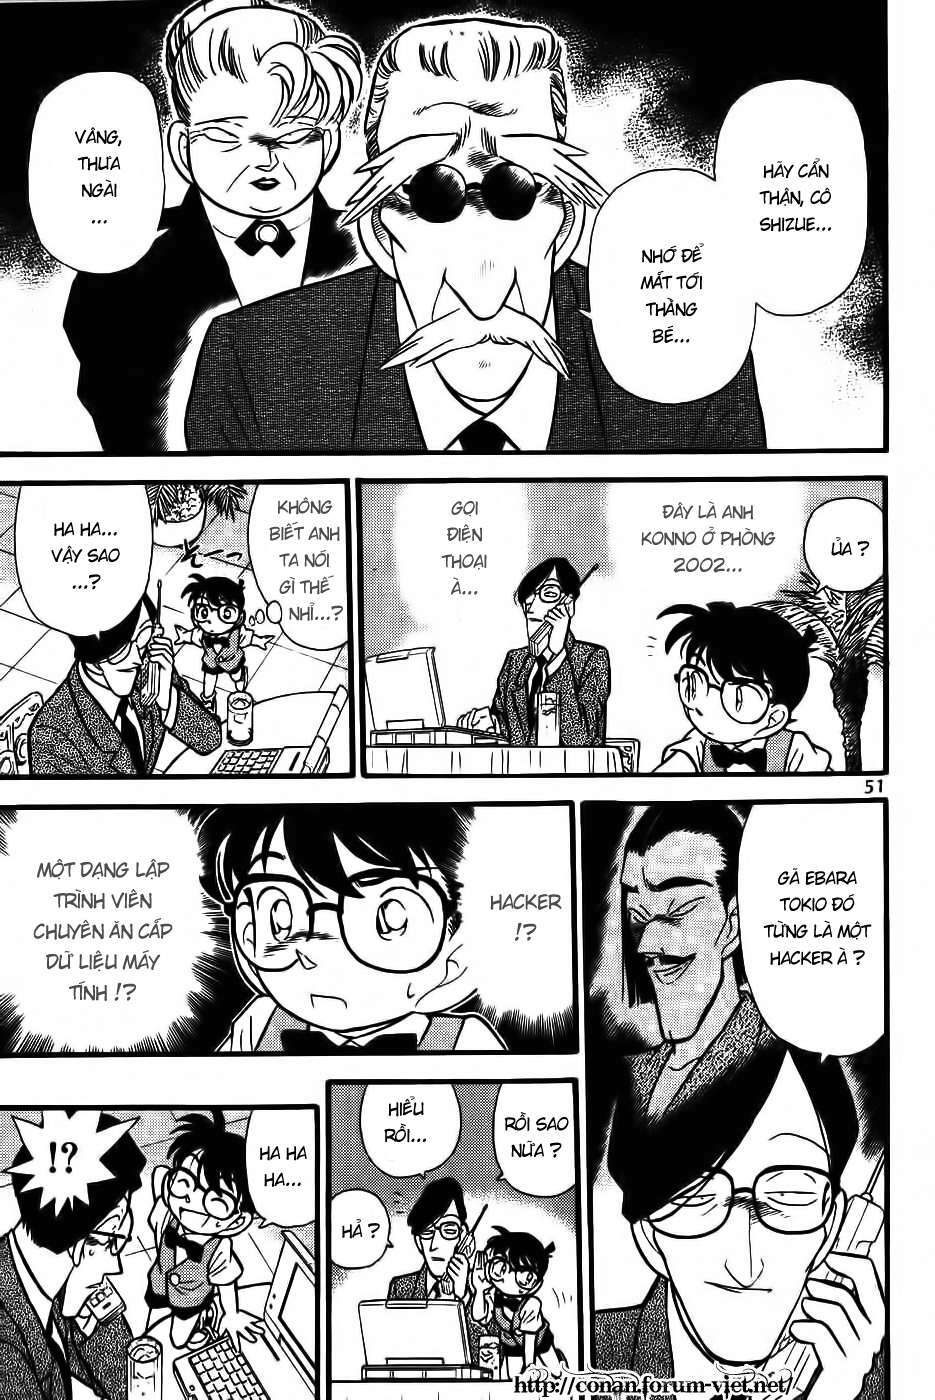 HÃY CẨN
THẬN, CÔ
SHIZUE...
NHỚ ĐỂ
MẮT TỚI
THẰNG
BÉ...
VÂNG,
THƯA
NGÀI
...
ỦA ?
ĐÂY LÀ ANH
KONNO Ở PHÒNG
2002...
GỌI
ĐIỆN
THOẠI
À...
KHÔNG
BIẾT ANH
TA NÓI
GÌ THẾ
NHỈ...?
HA HA...
VẬY SAO
...?
51
GÃ EBARA
TOKIO ĐÓ
TỪNG LÀ MỘT
HACKER À ?
HACKER
!?
MỘT DẠNG LẬP
TRÌNH VIÊN
CHUYÊN ĂN CẮP
DỮ LIỆU MÁY
TÍNH !?
RỒI SAO
NỮA ?
HIỂU
RỒI...
HẢ ?
HA HA
HA...
!?
http://conan.forum-viet.net/